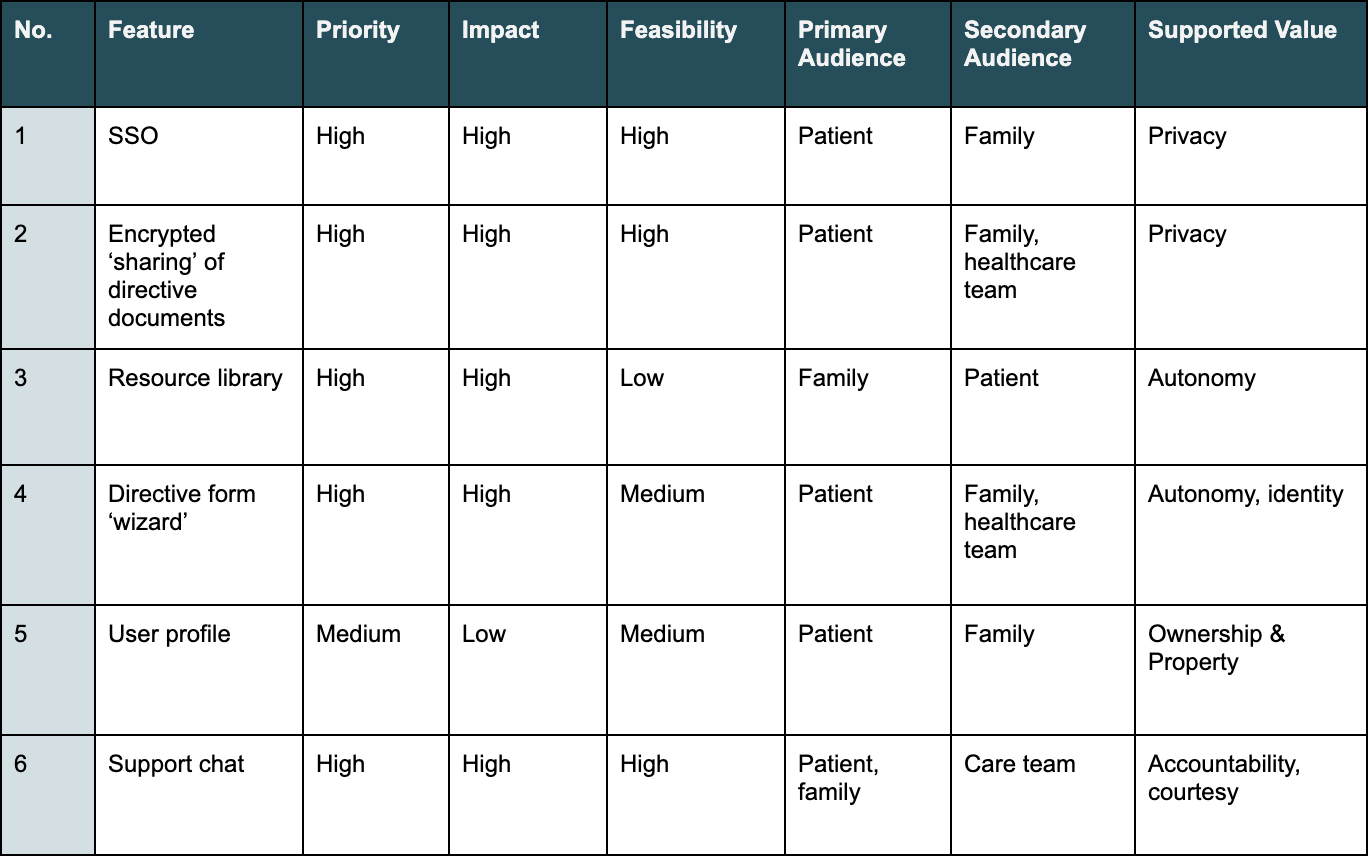 No. Feature Priority Impact Feasibility Primary Secondary Supported Value
Audience Audience
1 SSO High High High Patient Family Privacy
2 Encrypted High High High Patient Family, Privacy
‘sharing’ of healthcare
directive team
documents
3 Resource library High High Low Family Patient Autonomy
4 Directive form High High Medium Patient Family, Autonomy, identity
‘wizard’ healthcare
team
5 User profile Medium Low Medium Patient Family Ownership &
Property
6 Support chat High High High Patient, Care team Accountability,
family courtesy